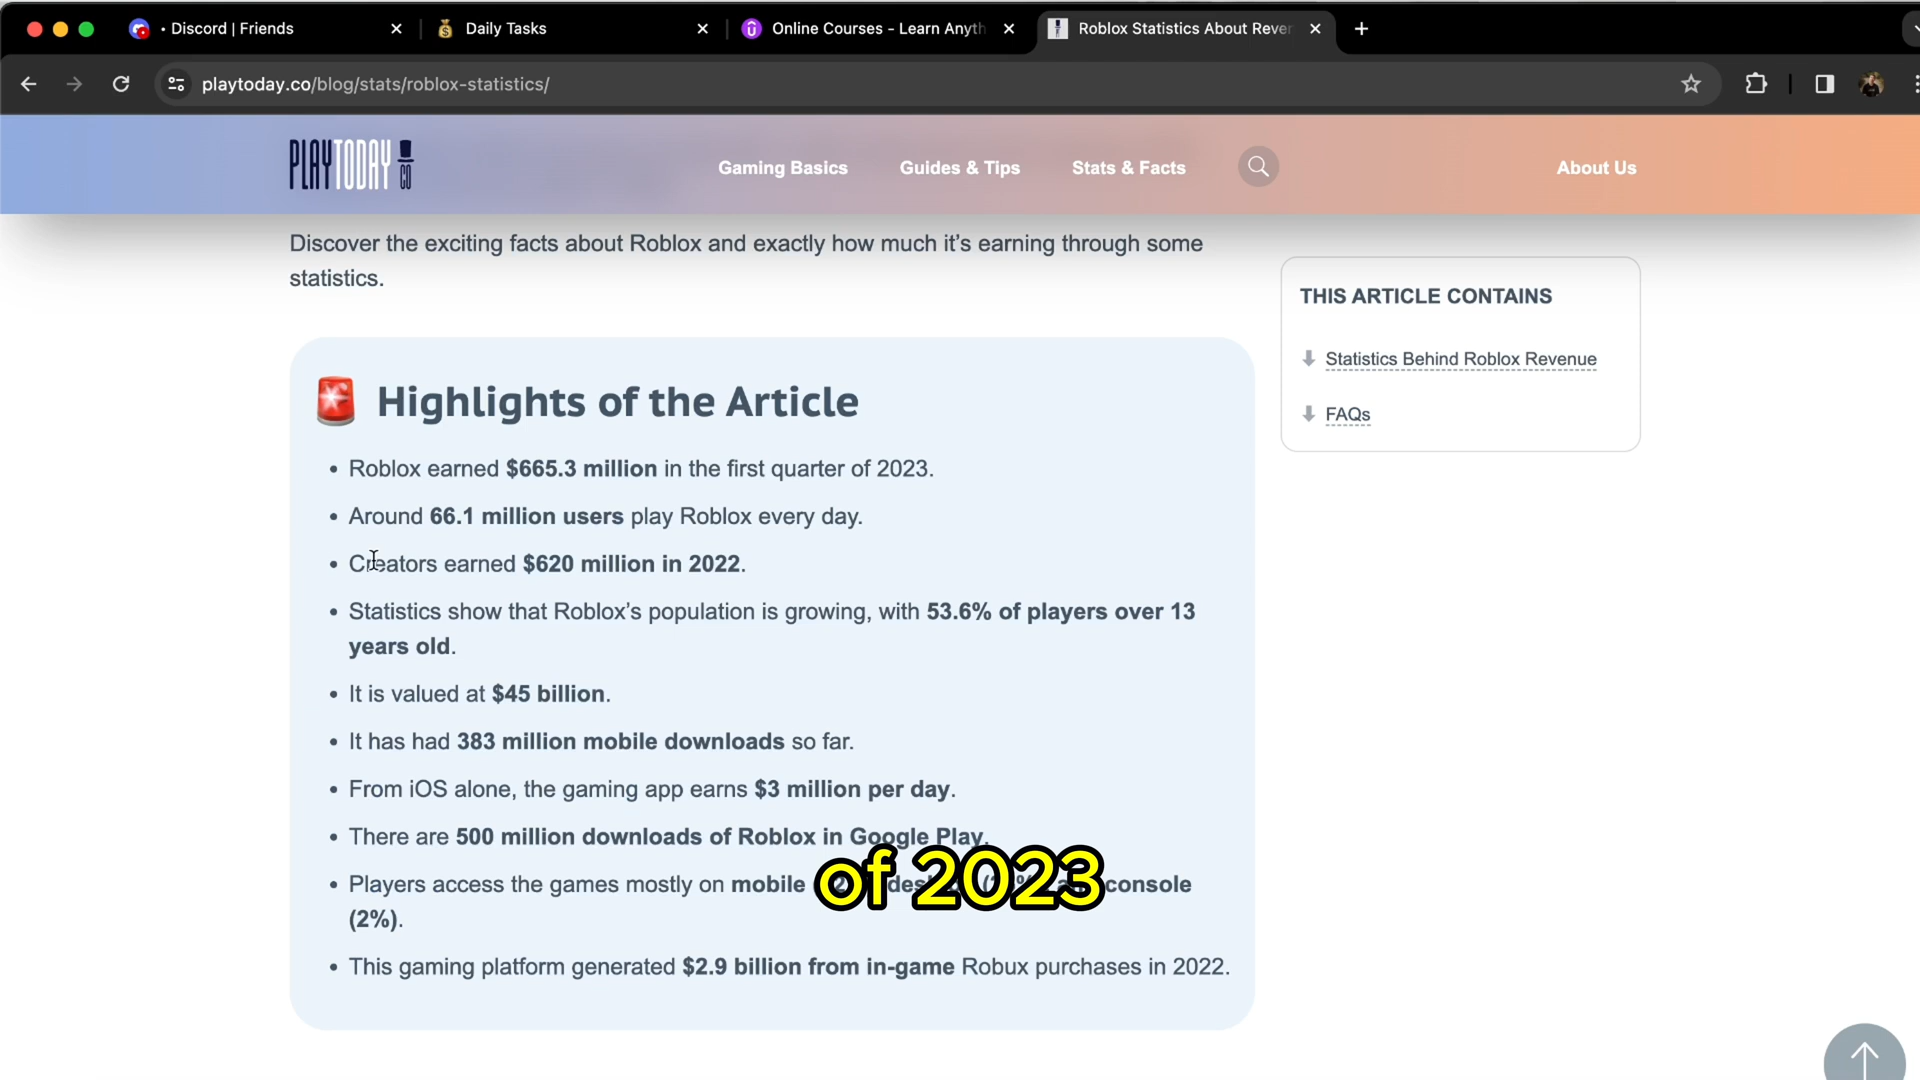 • Discord | Friends
Daily Tasks
Online Courses - Learn Anyth
Roblox Statistics About Rever
playtoday.co/blog/stats/roblox-statistics/
PLAYTODAY CO
Gaming Basics
Guides & Tips
Stats & Facts
About Us
Discover the exciting facts about Roblox and exactly how much it’s earning through some
statistics.
THIS ARTICLE CONTAINS
Statistics Behind Roblox Revenue
FAQs
Highlights of the Article
• Roblox earned $665.3 million in the first quarter of 2023.
• Around 66.1 million users play Roblox every day.
• Creators earned $620 million in 2022.
• Statistics show that Roblox’s population is growing, with 53.6% of players over 13
years old.
• It is valued at $45 billion.
• It has had 383 million mobile downloads so far.
• From iOS alone, the gaming app earns $3 million per day.
• There are 500 million downloads of Roblox in Google Play.
• Players access the games mostly on mobile console
(2%).
of 2023
• This gaming platform generated $2.9 billion from in-game Robux purchases in 2022.